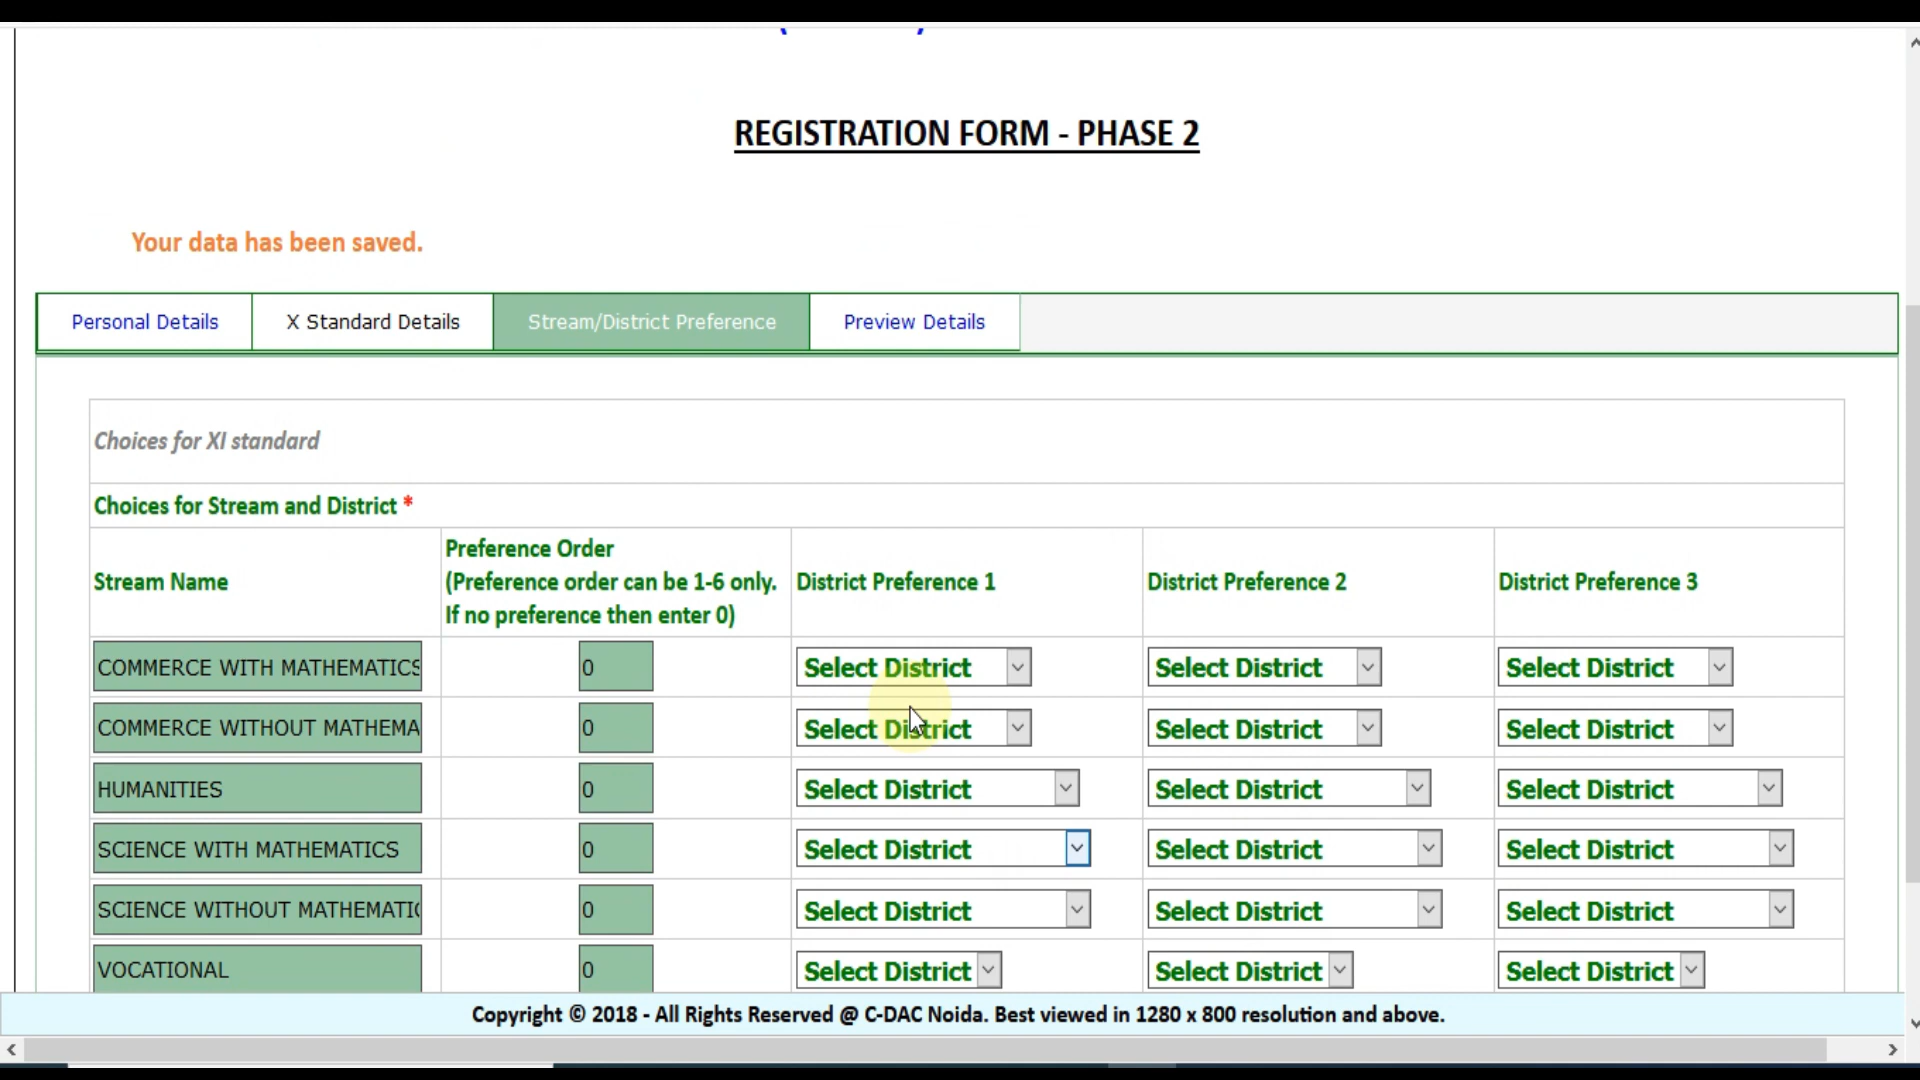 REGISTRATION FORM - PHASE 2
Your data has been saved.
Personal Details X Standard Details Stream/District Preference Preview Details
Choices for XI standard
Choices for Stream and District *
Stream Name
Preference Order
(Preference order can be 1-6 only.
If no preference then enter 0)
District Preference 1 District Preference 2 District Preference 3
COMMERCE WITH MATHEMATICS 0 Select District Select District Select District
COMMERCE WITHOUT MATHEMA 0 Select District Select District Select District
HUMANITIES 0 Select District Select District Select District
SCIENCE WITH MATHEMATICS 0 Select District Select District Select District
SCIENCE WITHOUT MATHEMATIC 0 Select District Select District Select District
VOCATIONAL 0 Select District Select District Select District
Copyright © 2018 - All Rights Reserved @ C-DAC Noida. Best viewed in 1280 x 800 resolution and above.